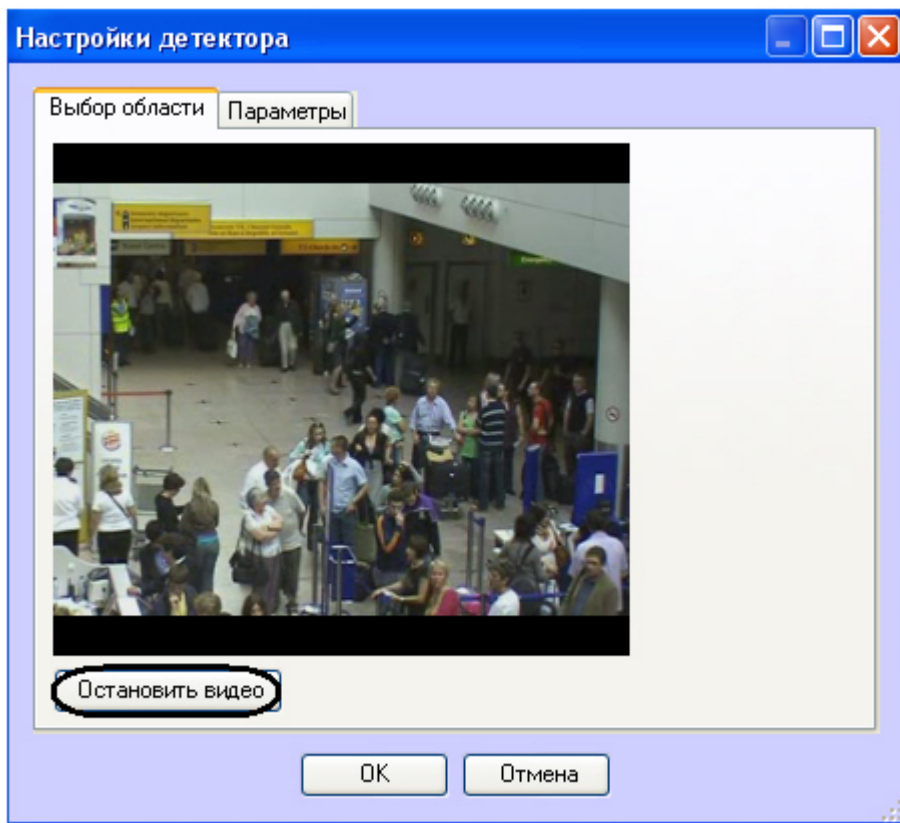 Настройки детектора
Выбор области
Параметры
Остановить видео
OK
Отмена